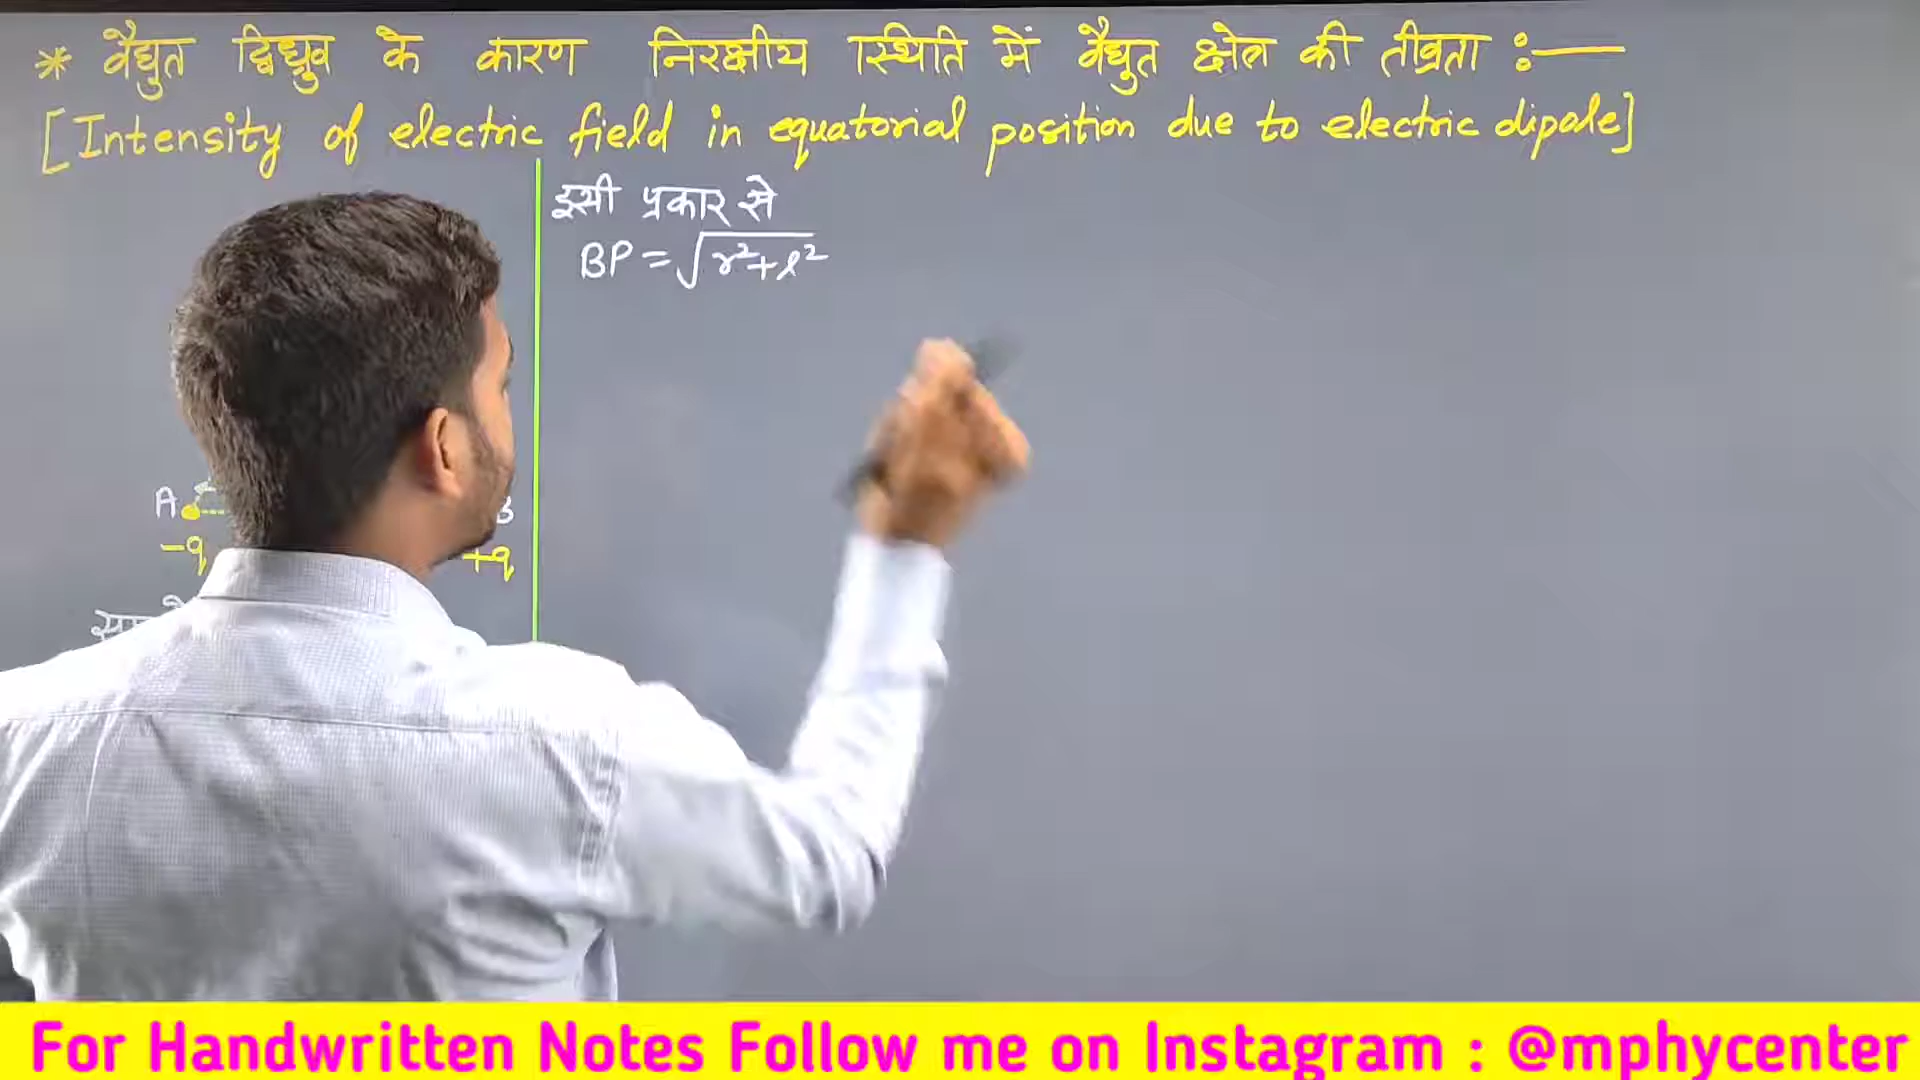 * वैद्युत द्विध्रुव के कारण निरक्षीय स्थिति में वैद्युत क्षेत्र की तीव्रता :—
[Intensity of electric field in equatorial position due to electric dipole]
A
B
-q
+q
इसी प्रकार से
BP = √r²+l²
For Handwritten Notes Follow me on Instagram : @mphycenter